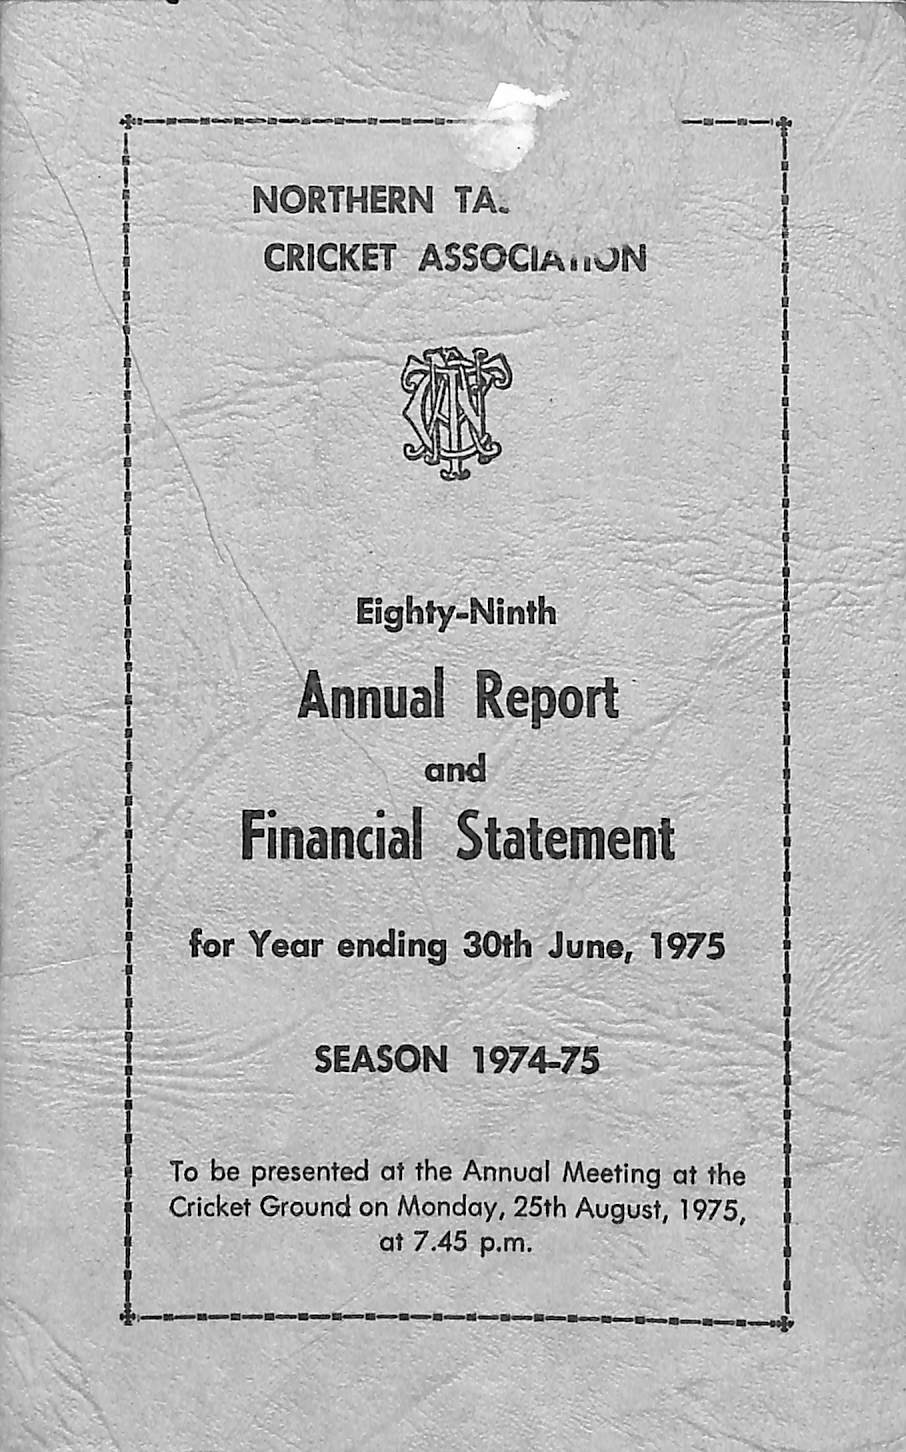 NORTHERN TA
CRICKET ASSOCIATION
Eighty-Ninth
Annual Report
and
Financial Statement
for Year ending 30th June, 1975
SEASON 1974-75
To be presented at the Annual Meeting at the
Cricket Ground on Monday, 25th August, 1975,
at 7.45 p.m.